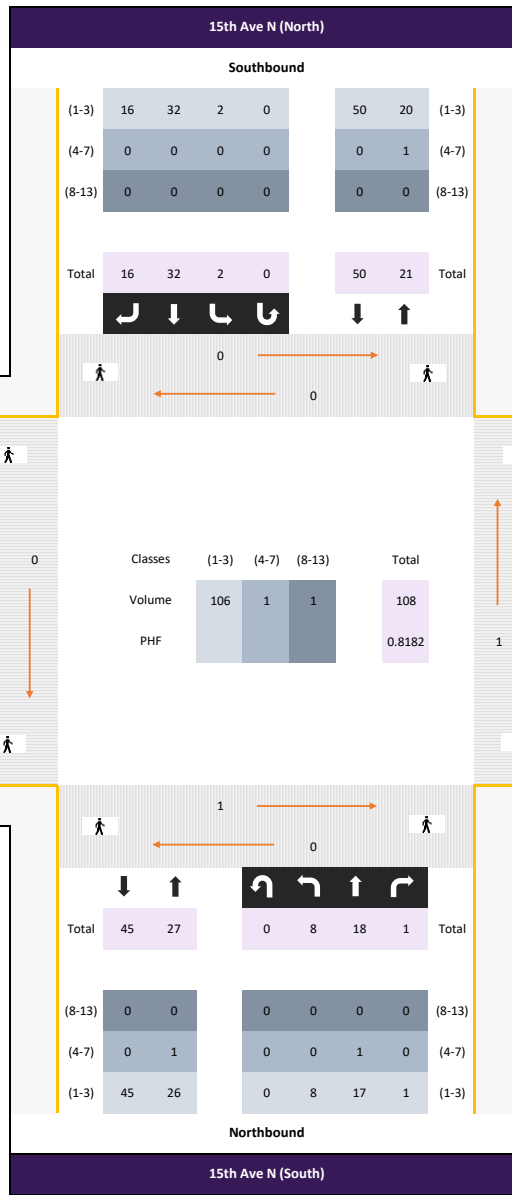 15th Ave N (North)
Southbound
(1-3) 16 32 2 0 50 20 (1-3)
(4-7) 0 0 0 0 0 1 (4-7)
(8-13) 0 0 0 0 0 0 (8-13)
Total 16 32 2 0 50 21 Total
0
0
0
Classes (1-3) (4-7) (8-13) Total
Volume 106 1 1 108
PHF 0.8182
1
1
0
Total 45 27 0 8 18 1 Total
(8-13) 0 0 0 0 0 0 (8-13)
(4-7) 0 1 0 0 1 0 (4-7)
(1-3) 45 26 0 8 17 1 (1-3)
Northbound
15th Ave N (South)